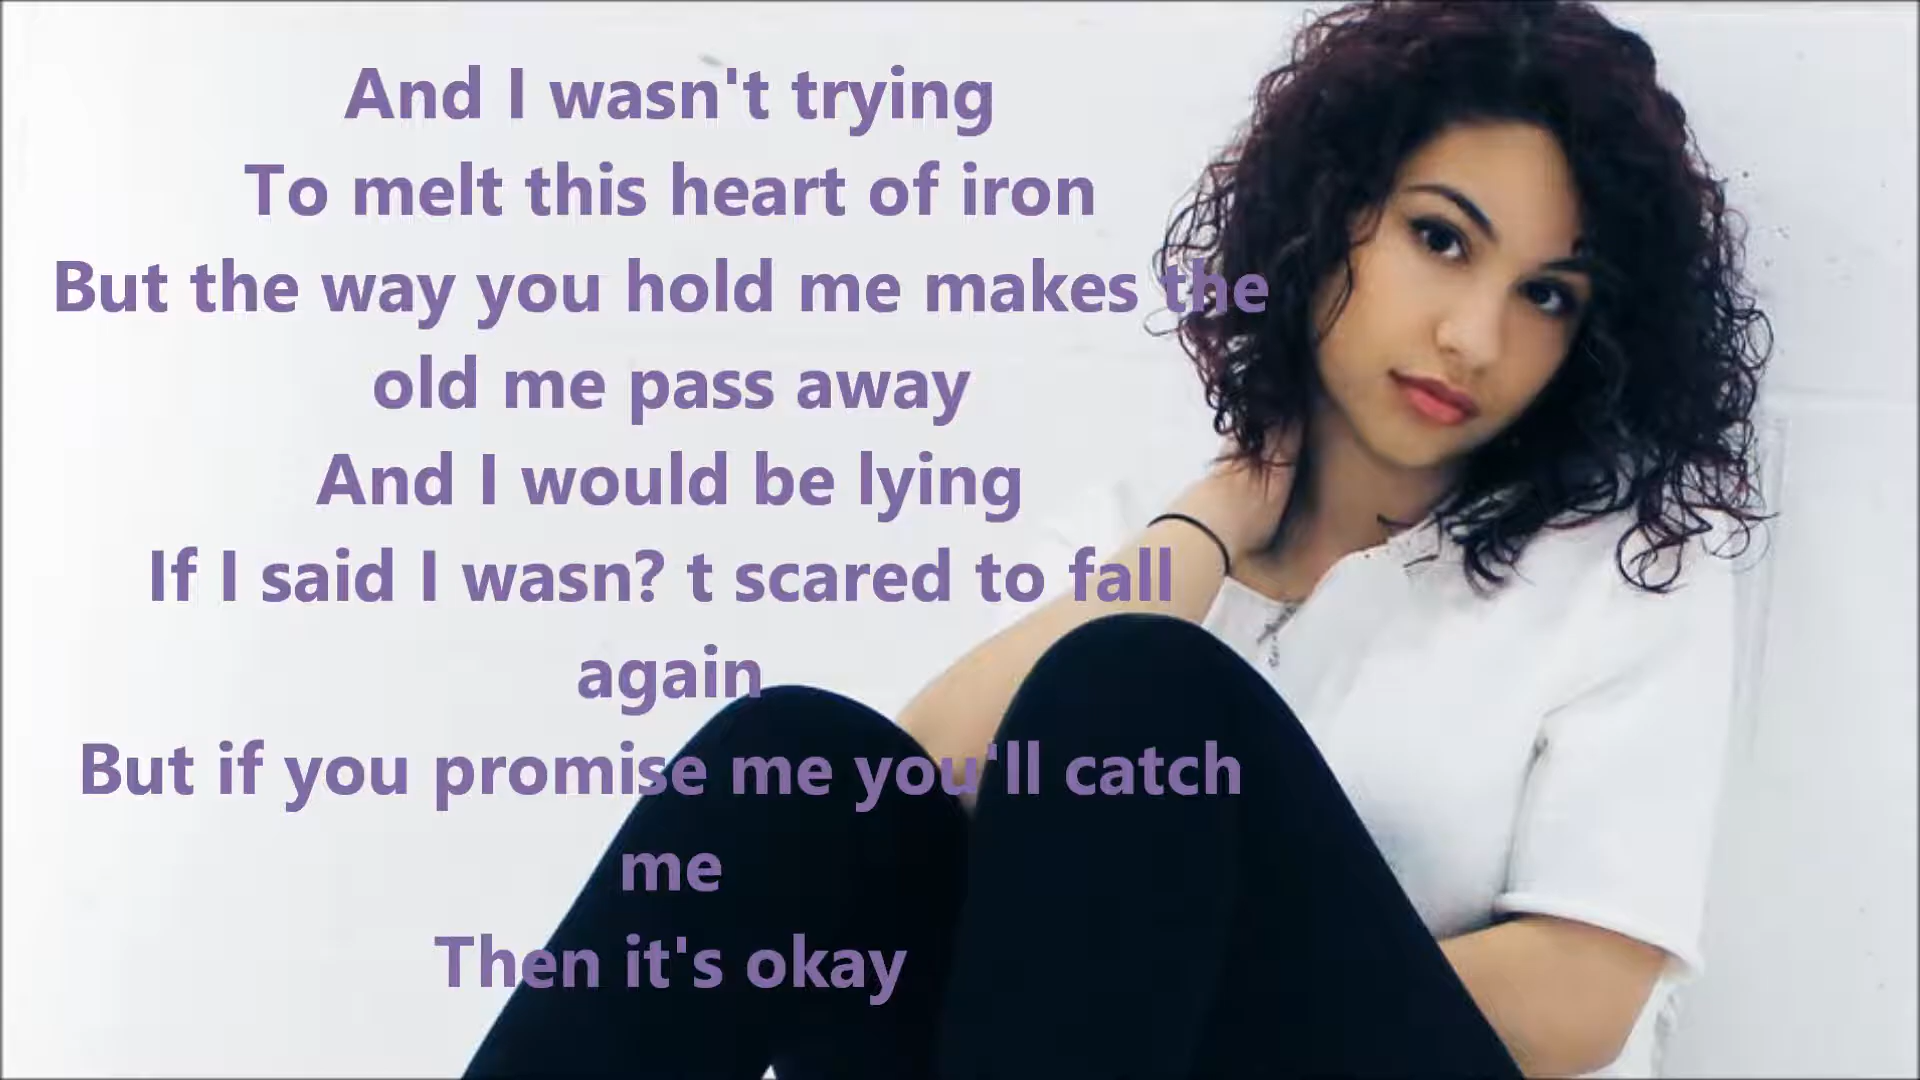 And I wasn't trying
To melt this heart of iron
But the way you hold me makes the
old me pass away
And I would be lying
If I said I wasn? t scared to fall
again
But if you promise me you'll catch
me
Then it's okay